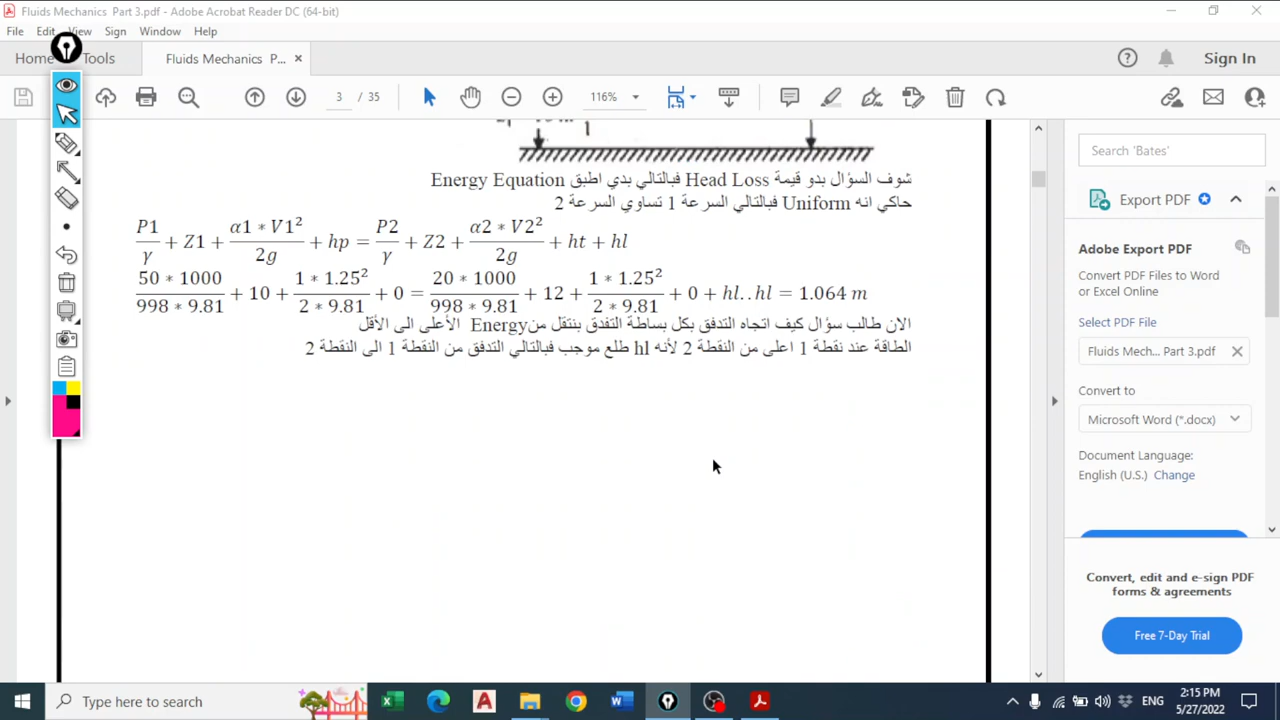 Fluids Mechanics Part 3.pdf - Adobe Acrobat Reader DC (64-bit)
File Edit View Sign Window Help
Home Tools Fluids Mechanics P... × Sign In
3 / 35 116%
شوف السؤال بدو قيمة Head Loss فبالتالي بدي اطبق Energy Equation
حاكي انه Uniform فبالتالي السرعة 1 تساوي السرعة 2
P1/γ + Z1 + α1 * V1²/2g + hp = P2/γ + Z2 + α2 * V2²/2g + ht + hl
50 * 1000/998 * 9.81 + 10 + 1 * 1.25²/2 * 9.81 + 0 = 20 * 1000/998 * 9.81 + 12 + 1 * 1.25²/2 * 9.81 + 0 + hl..hl = 1.064 m
الان طالب سؤال كيف اتجاه التدفق بكل بساطة التفدق بنتقل من Energy الأعلى الى الأقل
الطاقة عند نقطة 1 اعلى من النقطة 2 لأنه hl طلع موجب فبالتالي التدفق من النقطة 1 الى النقطة 2
Search 'Bates'
Export PDF
Adobe Export PDF
Convert PDF Files to Word
or Excel Online
Select PDF File
Fluids Mech... Part 3.pdf
Convert to
Microsoft Word (*.docx)
Document Language:
English (U.S.) Change
Convert, edit and e-sign PDF
forms & agreements
Free 7-Day Trial
Type here to search
ENG
2:15 PM
5/27/2022